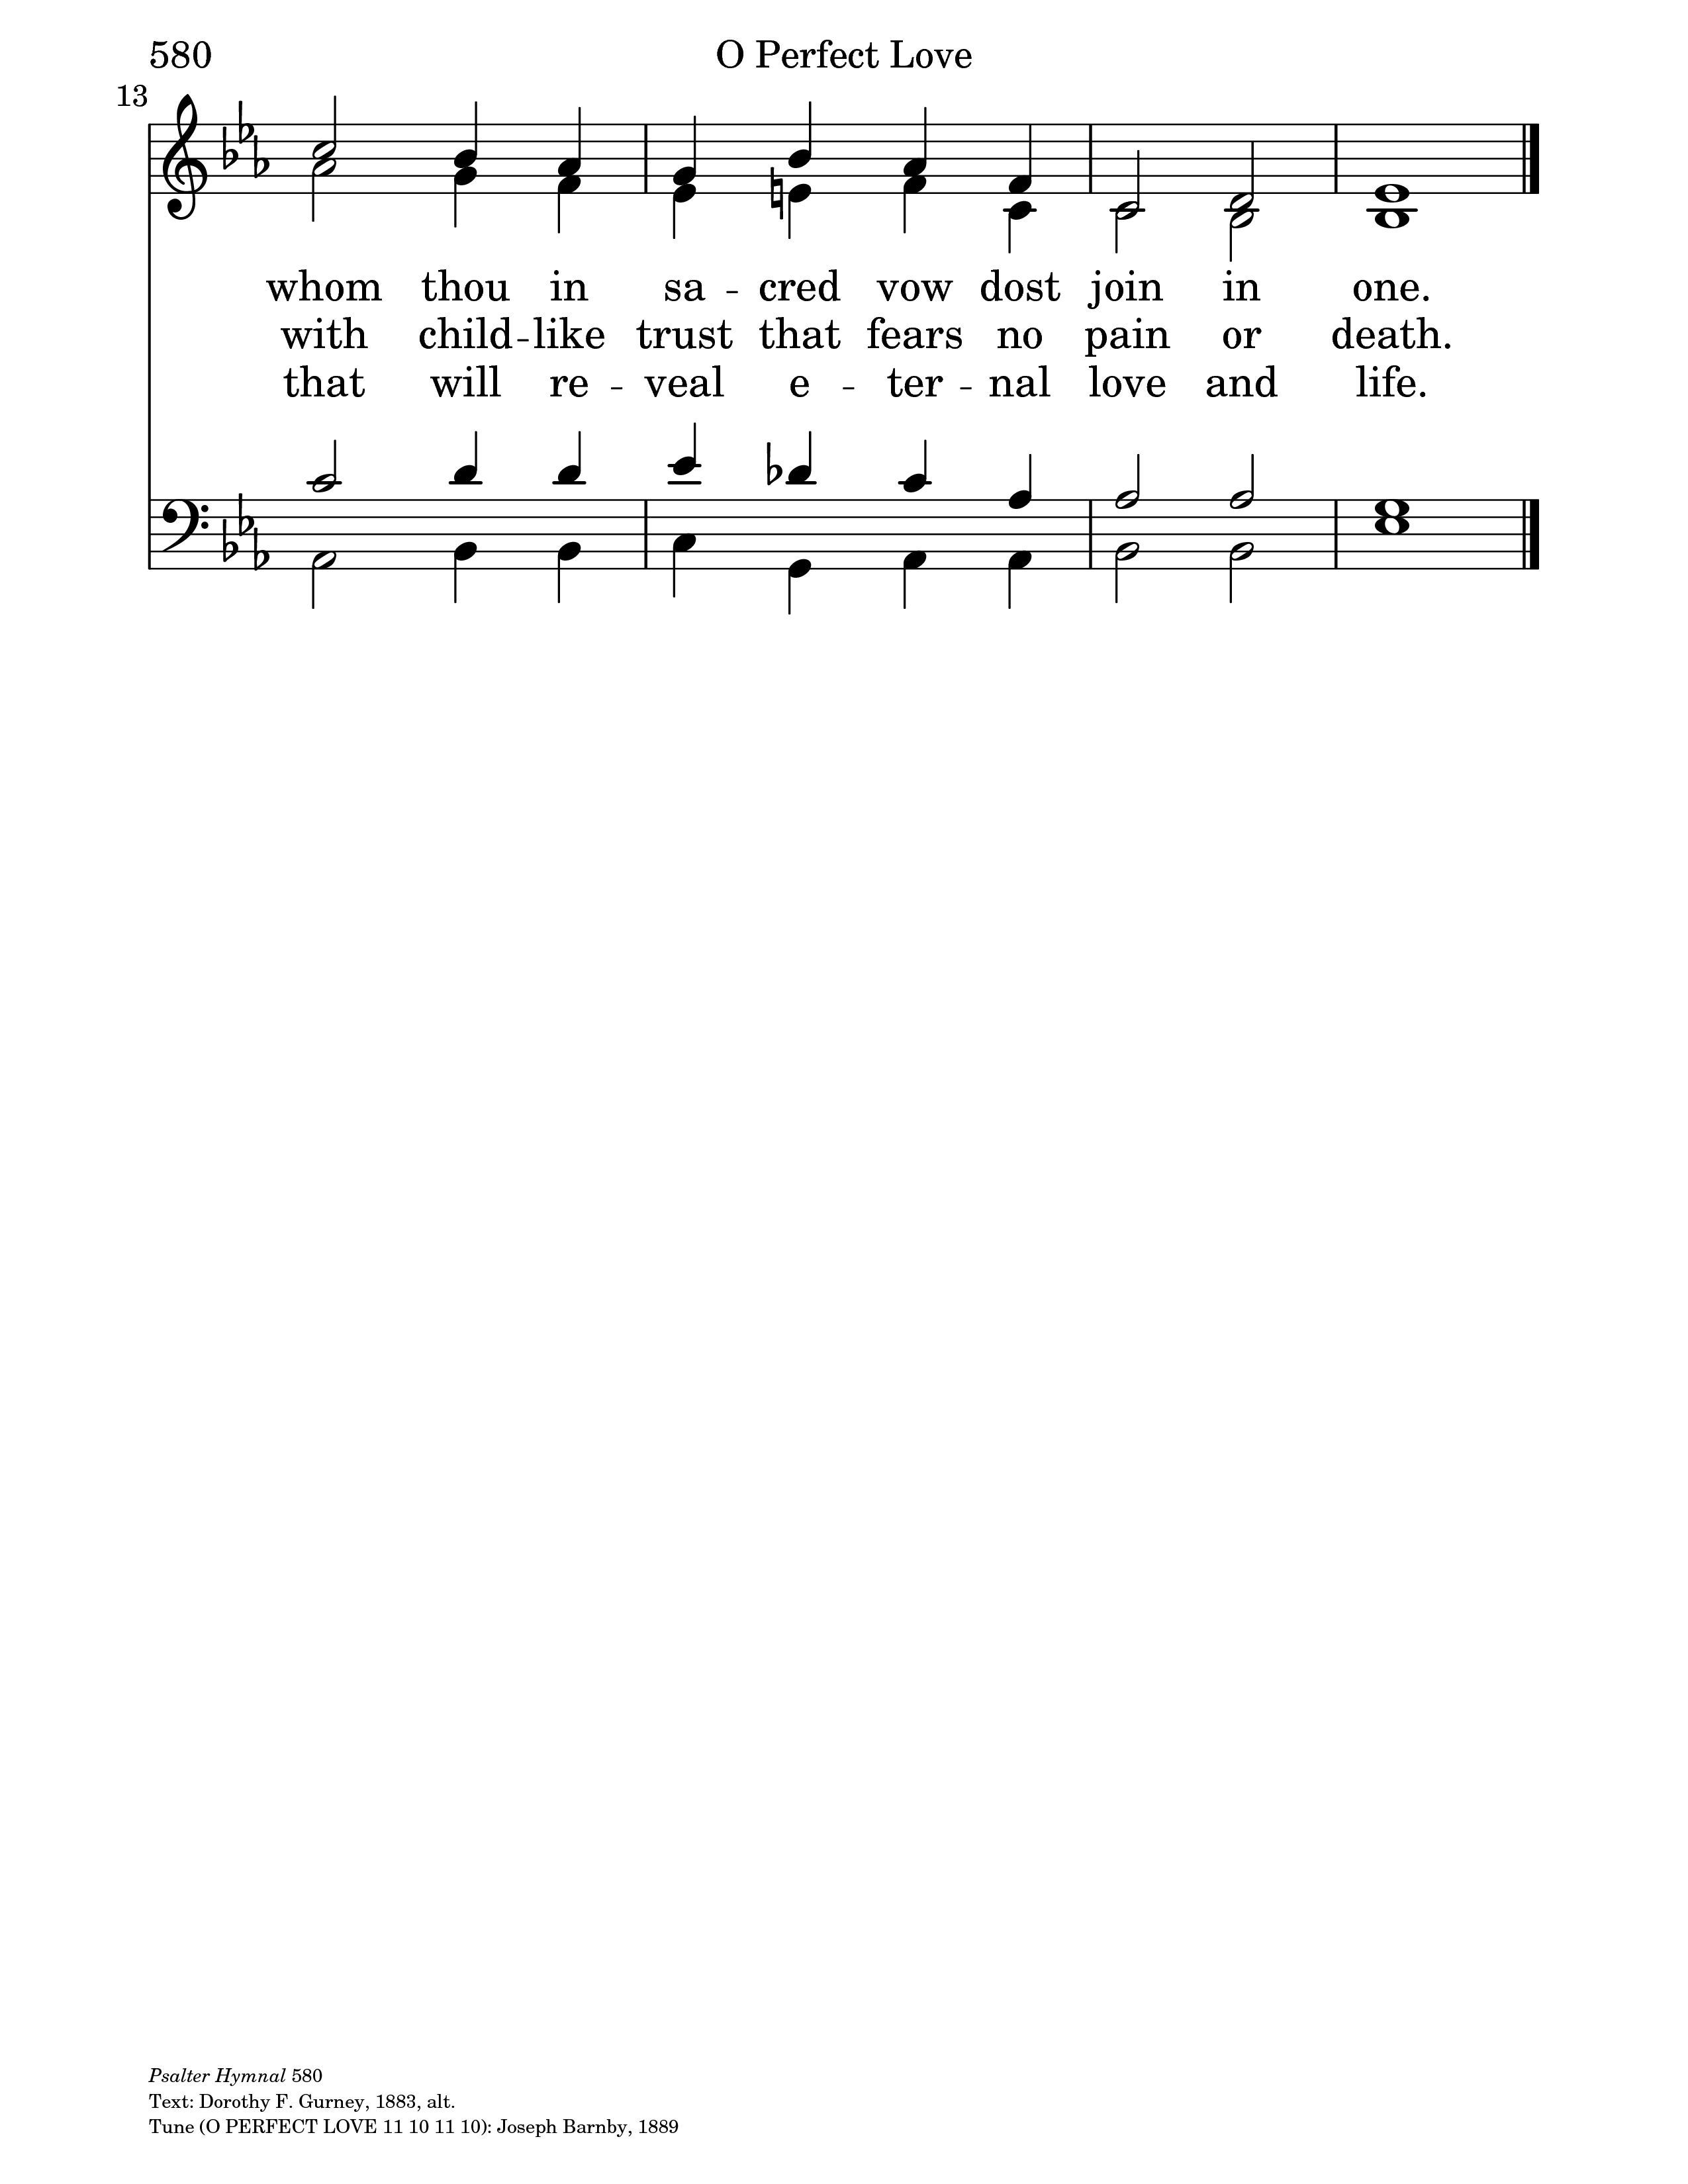 580 O Perfect Love
13
whom thou in sa - cred vow dost join in one.
with child - like trust that fears no pain or death.
that will re - veal e - ter - nal love and life.
Psalter Hymnal 580
Text: Dorothy F. Gurney, 1883, alt.
Tune (O PERFECT LOVE 11 10 11 10): Joseph Barnby, 1889